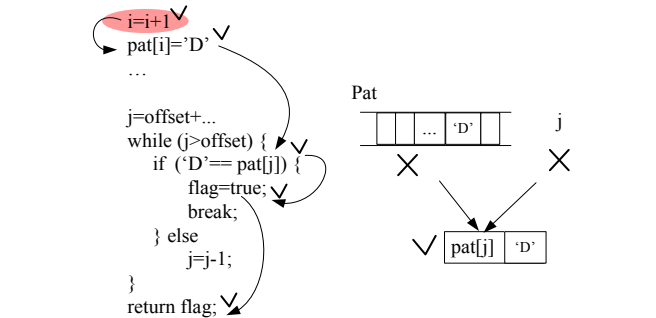 i=i+1
pat[i]=’D’
…
j=offset+...
while (j>offset) {
if (‘D’== pat[j]) {
flag=true;
break;
} else
j=j-1;
}
return flag;
Pat
... ‘D’
j
pat[j] ‘D’